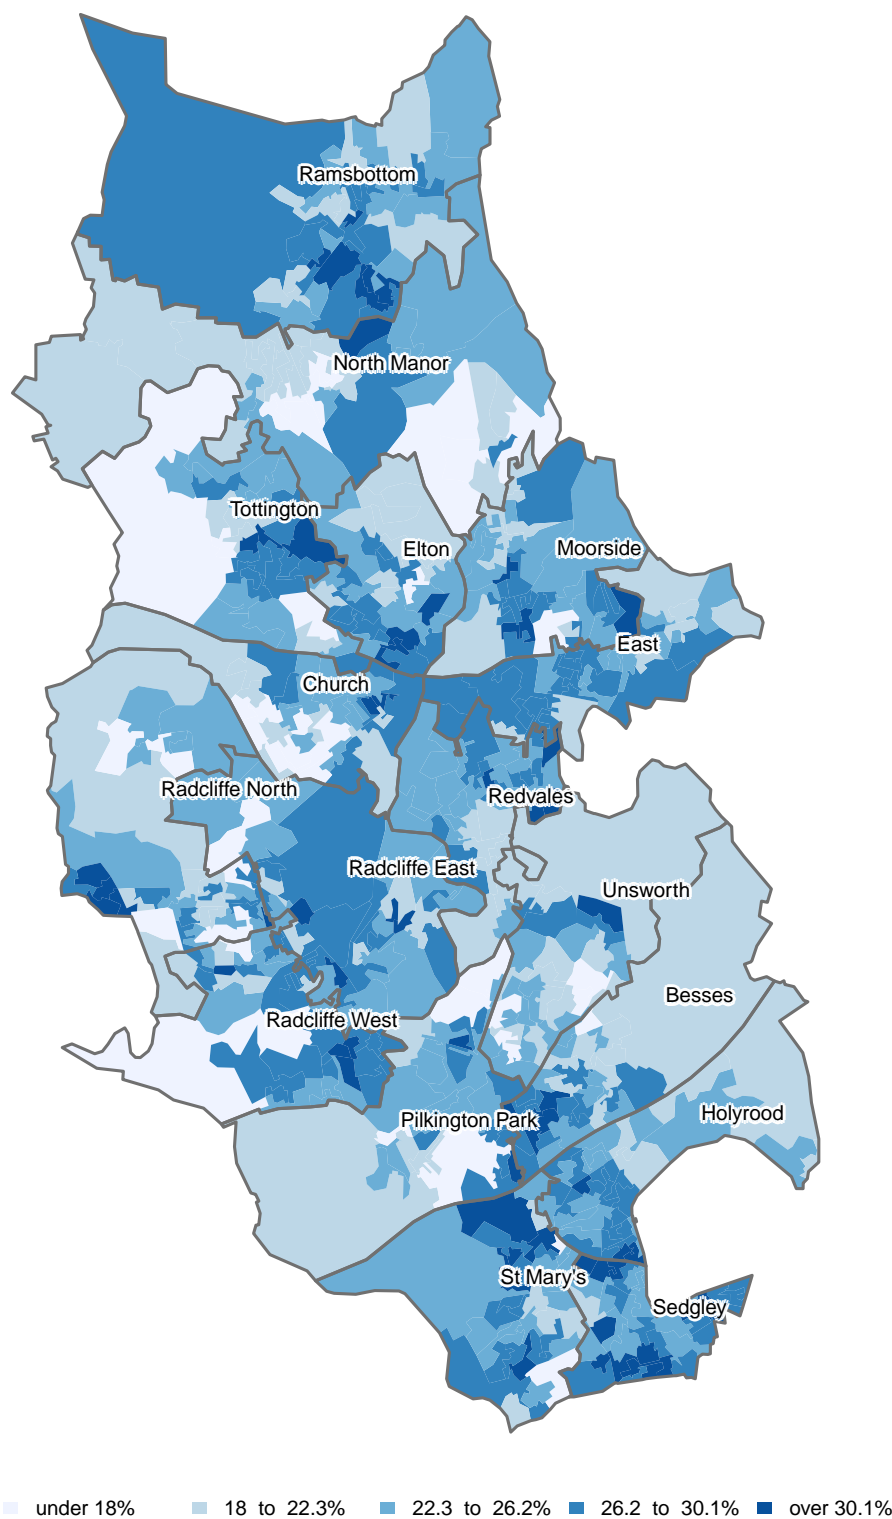 Ramsbottom
North Manor
Tottington
Elton
Moorside
East
Church
Radcliffe North
Redvales
Radcliffe East
Unsworth
Besses
Radcliffe West
Holyrood
Pilkington Park
St Mary's
Sedgley
under 18% 18 to 22.3% 22.3 to 26.2% 26.2 to 30.1% over 30.1%